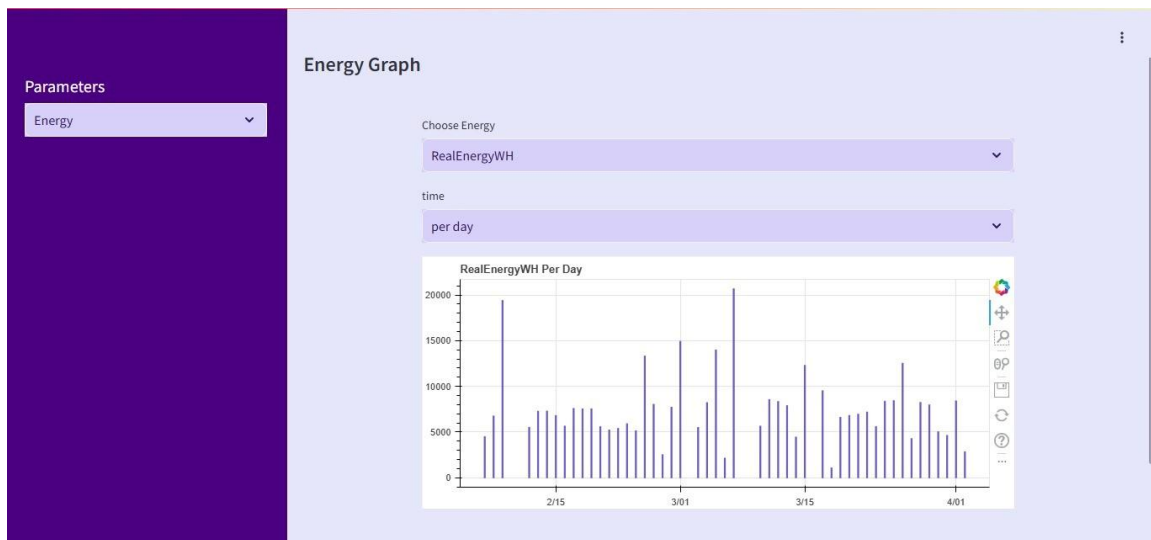 Parameters
Energy
Energy Graph
Choose Energy
RealEnergyWH
time
per day
RealEnergyWH Per Day
20000
15000
10000
5000
0
2/15
3/01
3/15
4/01